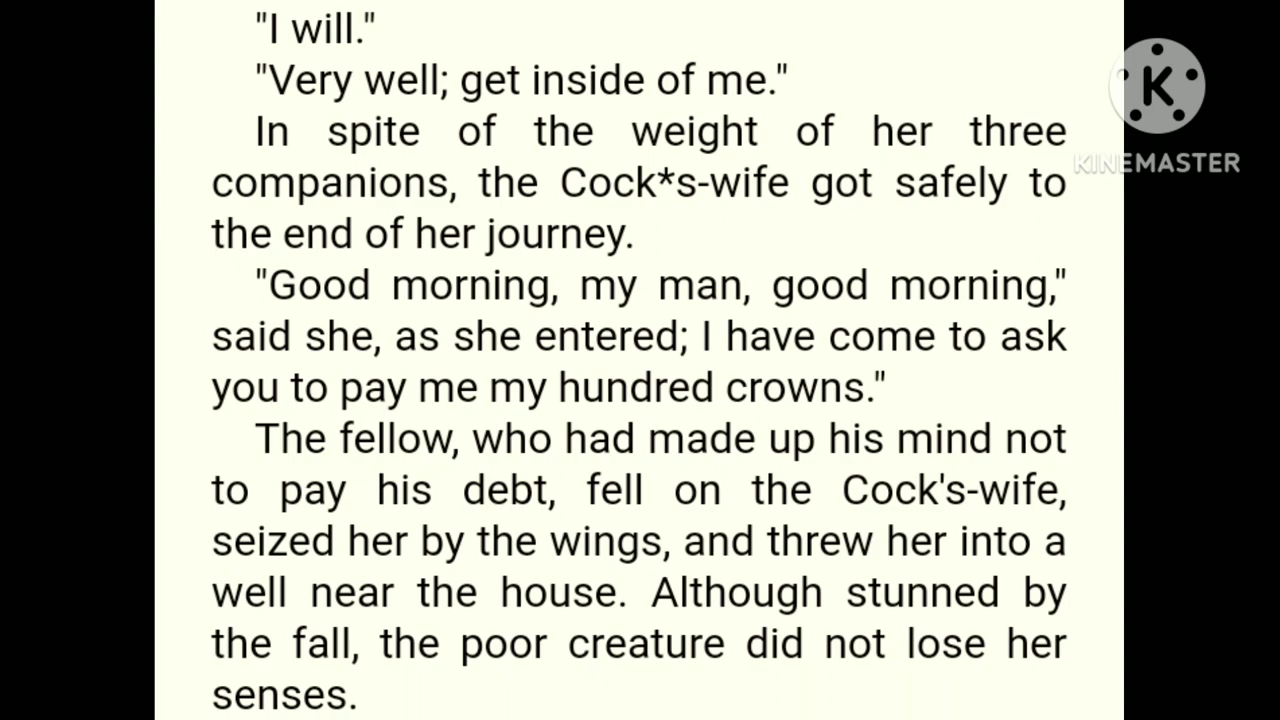 "I will."
"Very well; get inside of me."
In spite of the weight of her three
companions, the Cock*s-wife got safely to
the end of her journey.
"Good morning, my man, good morning,"
said she, as she entered; I have come to ask
you to pay me my hundred crowns."
The fellow, who had made up his mind not
to pay his debt, fell on the Cock's-wife,
seized her by the wings, and threw her into a
well near the house. Although stunned by
the fall, the poor creature did not lose her
senses.
K
KINEMASTER